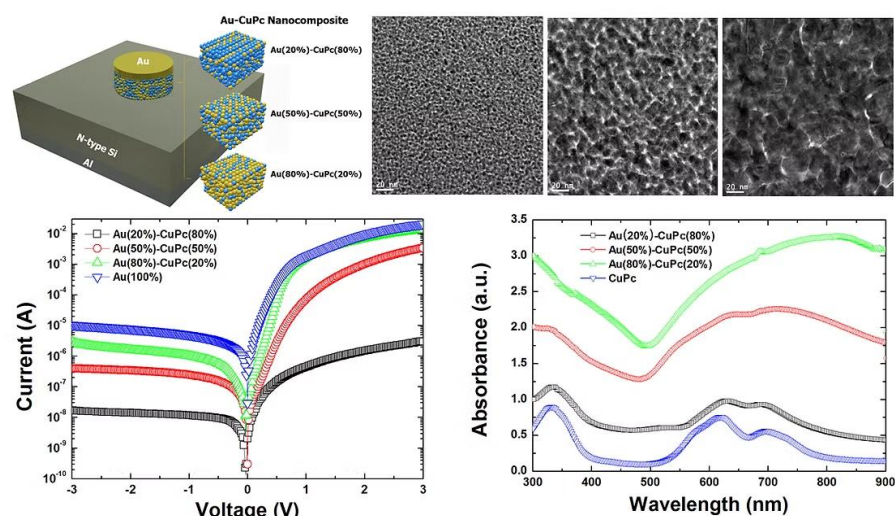 Au-CuPc Nanocomposite
Au(20%)-CuPc(80%)
Au
Au(50%)-CuPc(50%)
N-type Si
Al
Au(80%)-CuPc(20%)
20 nm
20 nm
20 nm
Au(20%)-CuPc(80%)
Au(50%)-CuPc(50%)
Au(80%)-CuPc(20%)
Au(100%)
Current (A)
10⁻²
10⁻³
10⁻⁴
10⁻⁵
10⁻⁶
10⁻⁷
10⁻⁸
10⁻⁹
10⁻¹⁰
-3 -2 -1 0 1 2 3
Voltage (V)
Au(20%)-CuPc(80%)
Au(50%)-CuPc(50%)
Au(80%)-CuPc(20%)
CuPc
Absorbance (a.u.)
3.5
3.0
2.5
2.0
1.5
1.0
0.5
0.0
300 400 500 600 700 800 900
Wavelength (nm)